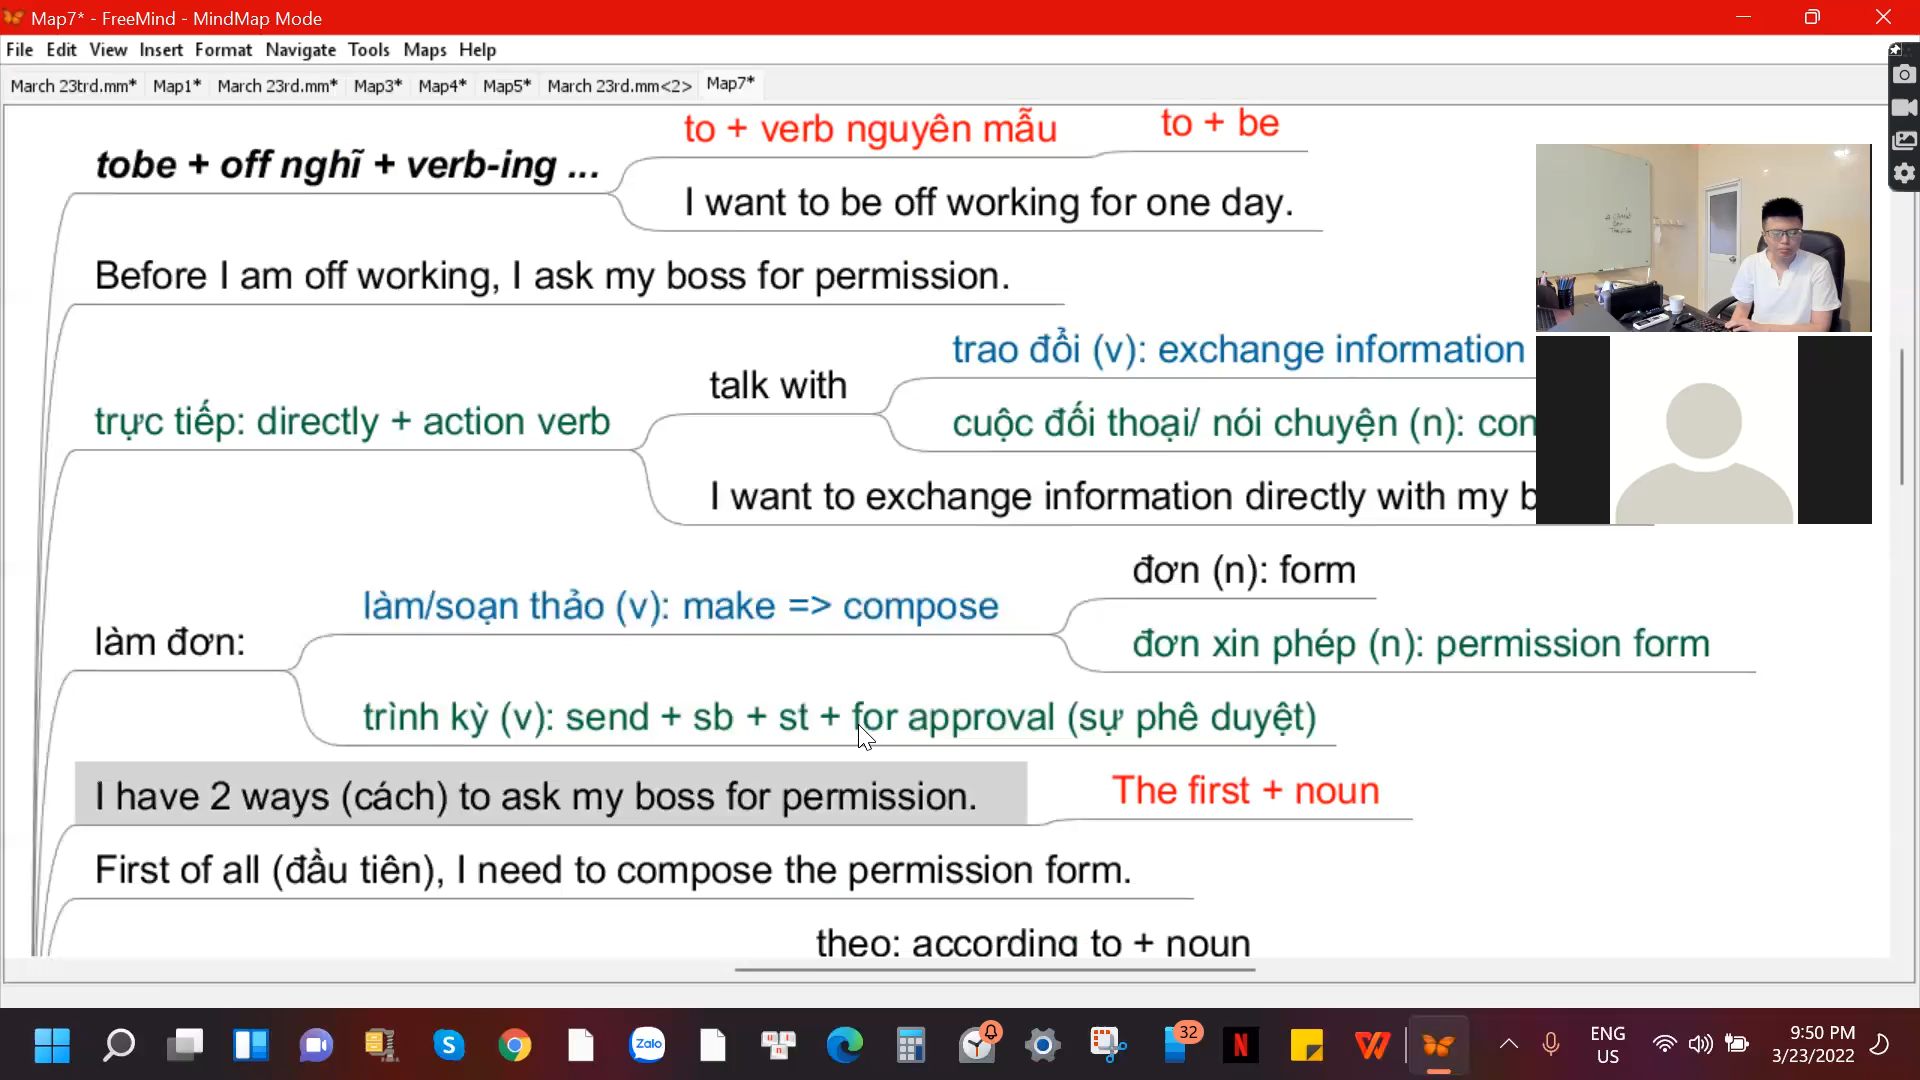 Map7* - FreeMind - MindMap Mode
File Edit View Insert Format Navigate Tools Maps Help
March 23trd.mm* Map1* March 23rd.mm* Map3* Map4* Map5* March 23rd.mm<2> Map7*
to + verb nguyên mẫu to + be
tobe + off nghĩ + verb-ing ...
I want to be off working for one day.
Before I am off working, I ask my boss for permission.
trao đổi (v): exchange information
talk with
trực tiếp: directly + action verb
cuộc đối thoại/ nói chuyện (n): con
I want to exchange information directly with my b
đơn (n): form
làm/soạn thảo (v): make => compose
làm đơn:
đơn xin phép (n): permission form
trình kỳ (v): send + sb + st + for approval (sự phê duyệt)
I have 2 ways (cách) to ask my boss for permission.
The first + noun
First of all (đầu tiên), I need to compose the permission form.
theo: according to + noun
Zalo
32
ENG
US
9:50 PM
3/23/2022